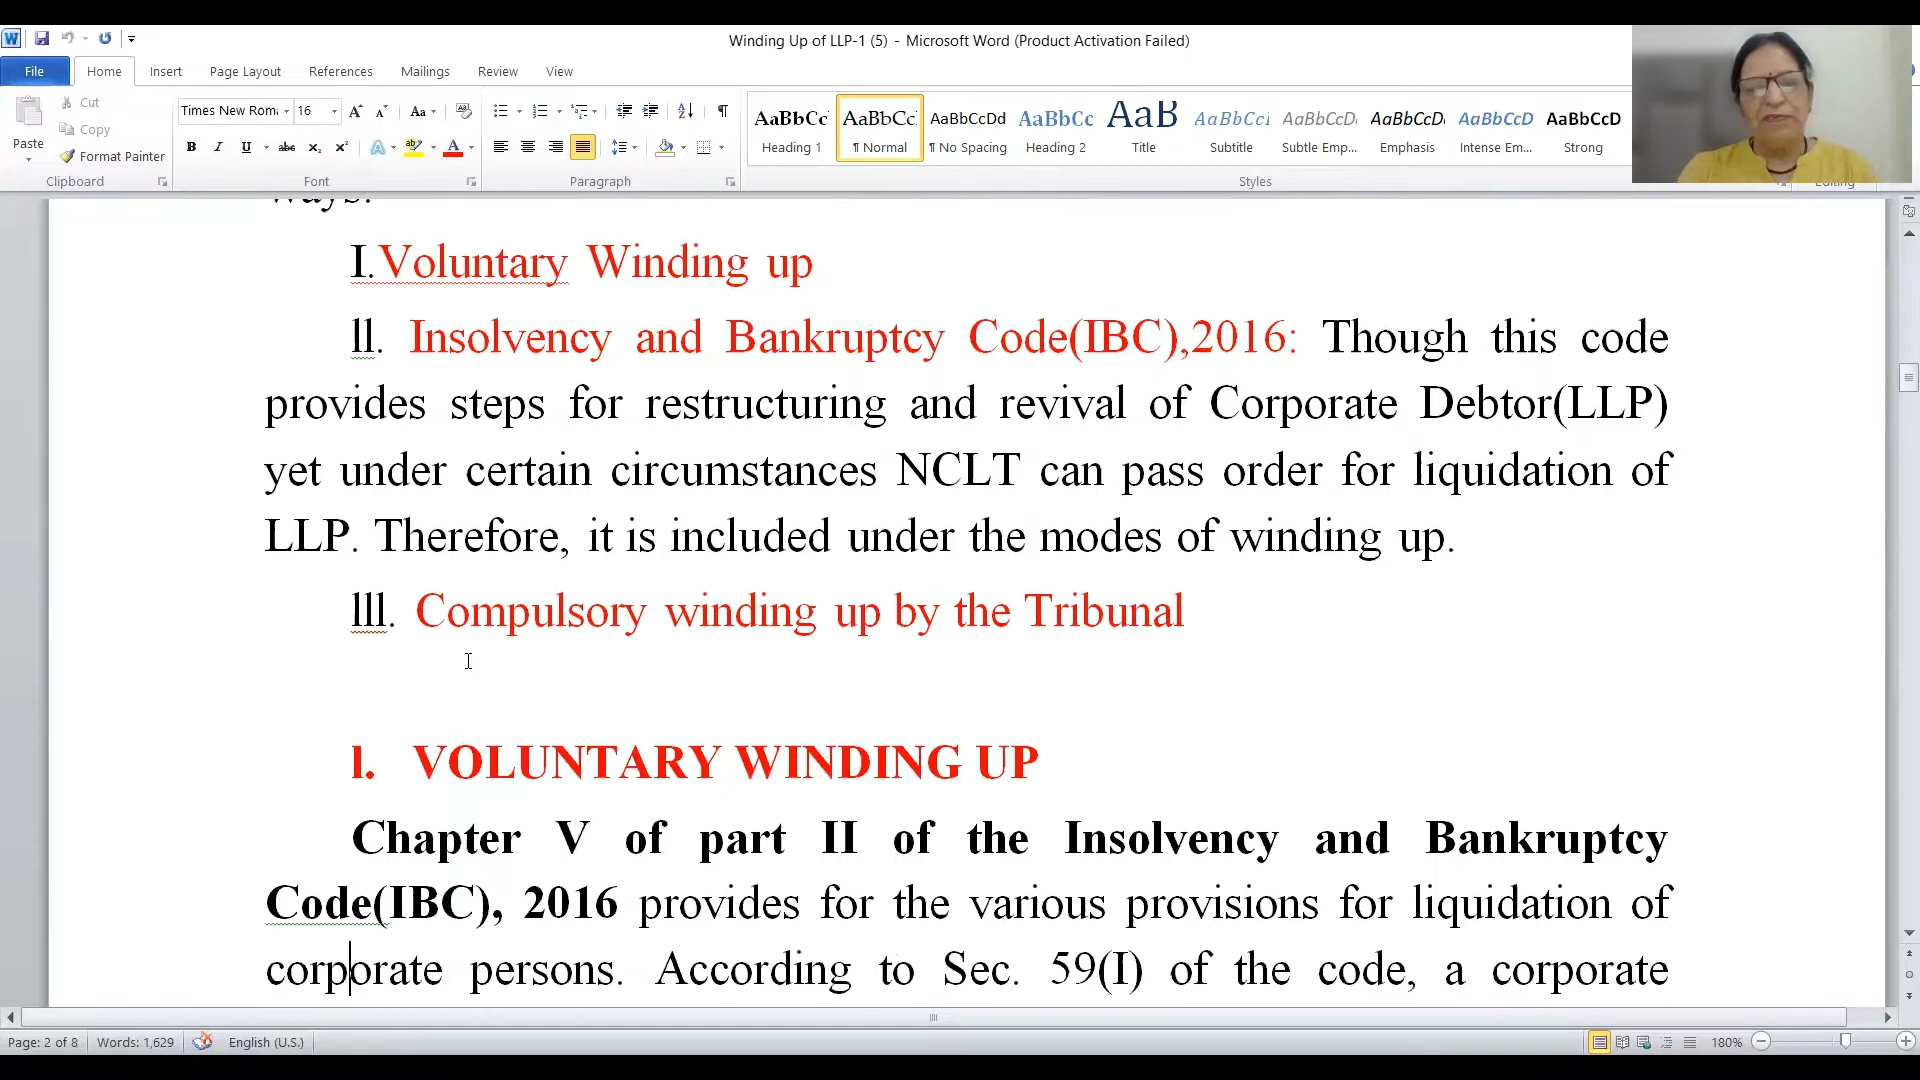 Winding Up of LLP-1 (5) - Microsoft Word (Product Activation Failed)
File Home Insert Page Layout References Mailings Review View
Cut
Copy
Paste
Format Painter
Clipboard
Times New Roma 16
Font
Paragraph
AaBbCc AaBbCc AaBbCcDd AaBbCc AaB AaBbCcI AaBbCcD AaBbCcD AaBbCcD AaBbCcD
Heading 1 ¶ Normal ¶ No Spacing Heading 2 Title Subtitle Subtle Emp... Emphasis Intense Em... Strong
Styles
Editing
ways.
I.Voluntary Winding up
ll. Insolvency and Bankruptcy Code(IBC),2016: Though this code
provides steps for restructuring and revival of Corporate Debtor(LLP)
yet under certain circumstances NCLT can pass order for liquidation of
LLP. Therefore, it is included under the modes of winding up.
lll. Compulsory winding up by the Tribunal
l. VOLUNTARY WINDING UP
Chapter V of part II of the Insolvency and Bankruptcy
Code(IBC), 2016 provides for the various provisions for liquidation of
corporate persons. According to Sec. 59(I) of the code, a corporate
Page: 2 of 8 Words: 1,629 English (U.S.) 180%